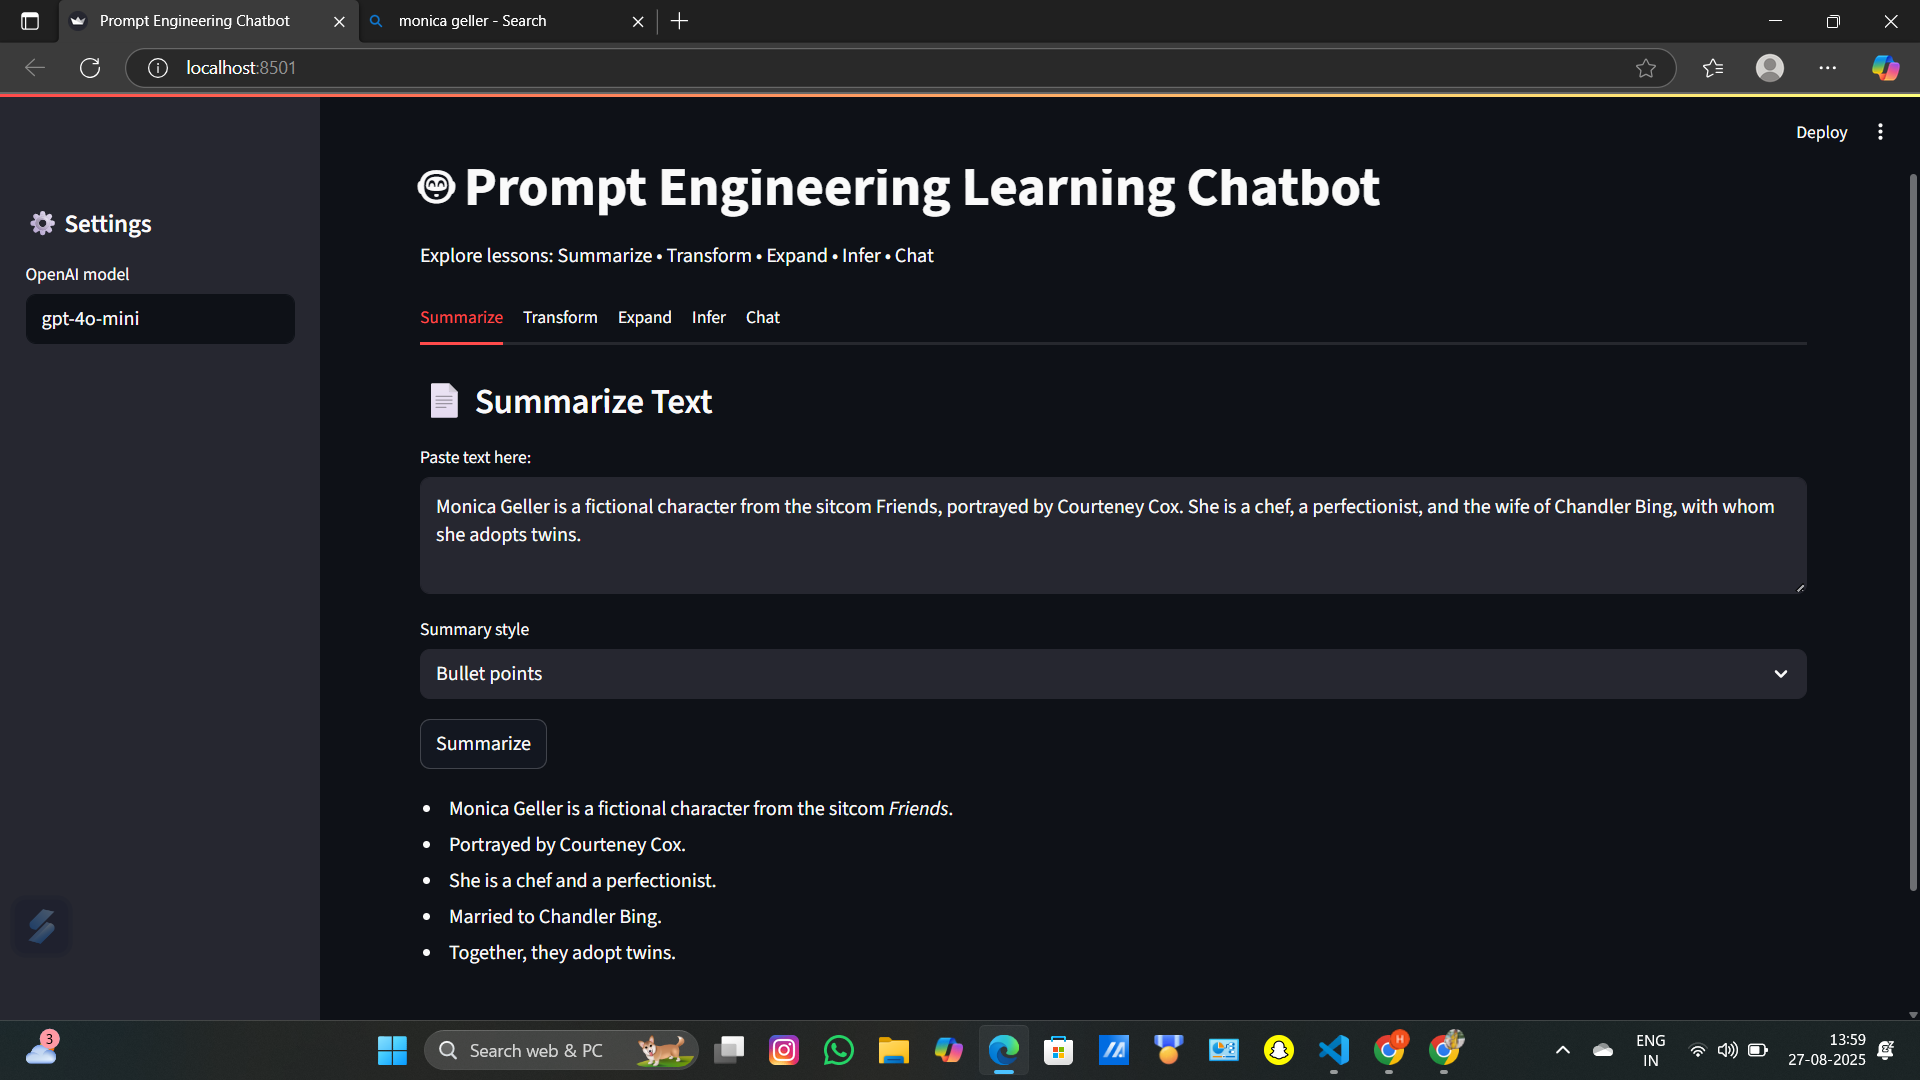 Prompt Engineering Chatbot
monica geller - Search
localhost:8501
Deploy
Settings
OpenAI model
gpt-4o-mini
Prompt Engineering Learning Chatbot
Explore lessons: Summarize • Transform • Expand • Infer • Chat
Summarize Transform Expand Infer Chat
Summarize Text
Paste text here:
Monica Geller is a fictional character from the sitcom Friends, portrayed by Courteney Cox. She is a chef, a perfectionist, and the wife of Chandler Bing, with whom
she adopts twins.
Summary style
Bullet points
Summarize
• Monica Geller is a fictional character from the sitcom Friends.
• Portrayed by Courteney Cox.
• She is a chef and a perfectionist.
• Married to Chandler Bing.
• Together, they adopt twins.
3
Search web & PC
H
ENG
IN
13:59
27-08-2025